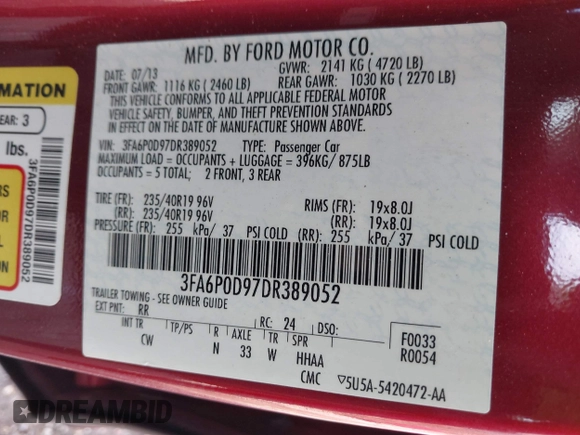 MFD. BY FORD MOTOR CO.
DATE: 07/13 GVWR: 2141 KG ( 4720 LB)
FRONT GAWR: 1116 KG ( 2460 LB) REAR GAWR: 1030 KG ( 2270 LB)
THIS VEHICLE CONFORMS TO ALL APPLICABLE FEDERAL MOTOR
VEHICLE SAFETY, BUMPER, AND THEFT PREVENTION STANDARDS
IN EFFECT ON THE DATE OF MANUFACTURE SHOWN ABOVE.
VIN: 3FA6P0D97DR389052 TYPE: Passenger Car
MAXIMUM LOAD = OCCUPANTS + LUGGAGE = 396KG/ 875LB
OCCUPANTS = 5 TOTAL; 2 FRONT, 3 REAR
TIRE (FR): 235/40R19 96V RIMS (FR): 19x8.0J
(RR): 235/40R19 96V (RR): 19x8.0J
PRESSURE (FR): 255 kPa/ 37 PSI COLD (RR): 255 kPa/ 37 PSI COLD
3FA6P0D97DR389052
TRAILER TOWING - SEE OWNER GUIDE
EXT PNT: RR RC: 24 DSO:
INT TR TP/PS R AXLE TR SPR
CW N 33 W HHAA
CMC
F0033
R0054
▽5U5A-5420472-AA
MATION
EAR: 3
lbs.
3FA6P0D97DR389052
RS
OR
DREAMBID